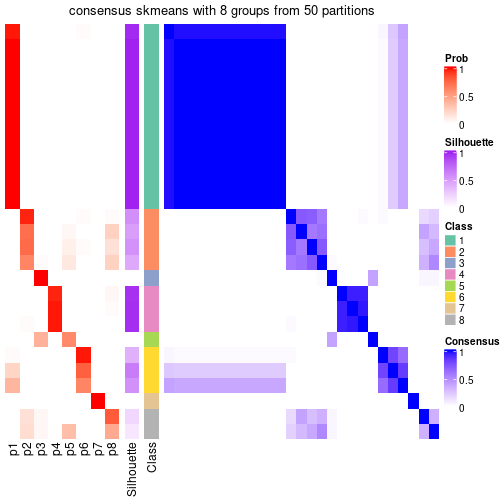 consensus skmeans with 8 groups from 50 partitions
Prob
1
0.5
0
Silhouette
1
0.5
0
Class
1
2
3
4
5
6
7
8
Consensus
1
0.5
0
p1
p2
p3
p4
p5
p6
p7
p8
Silhouette
Class